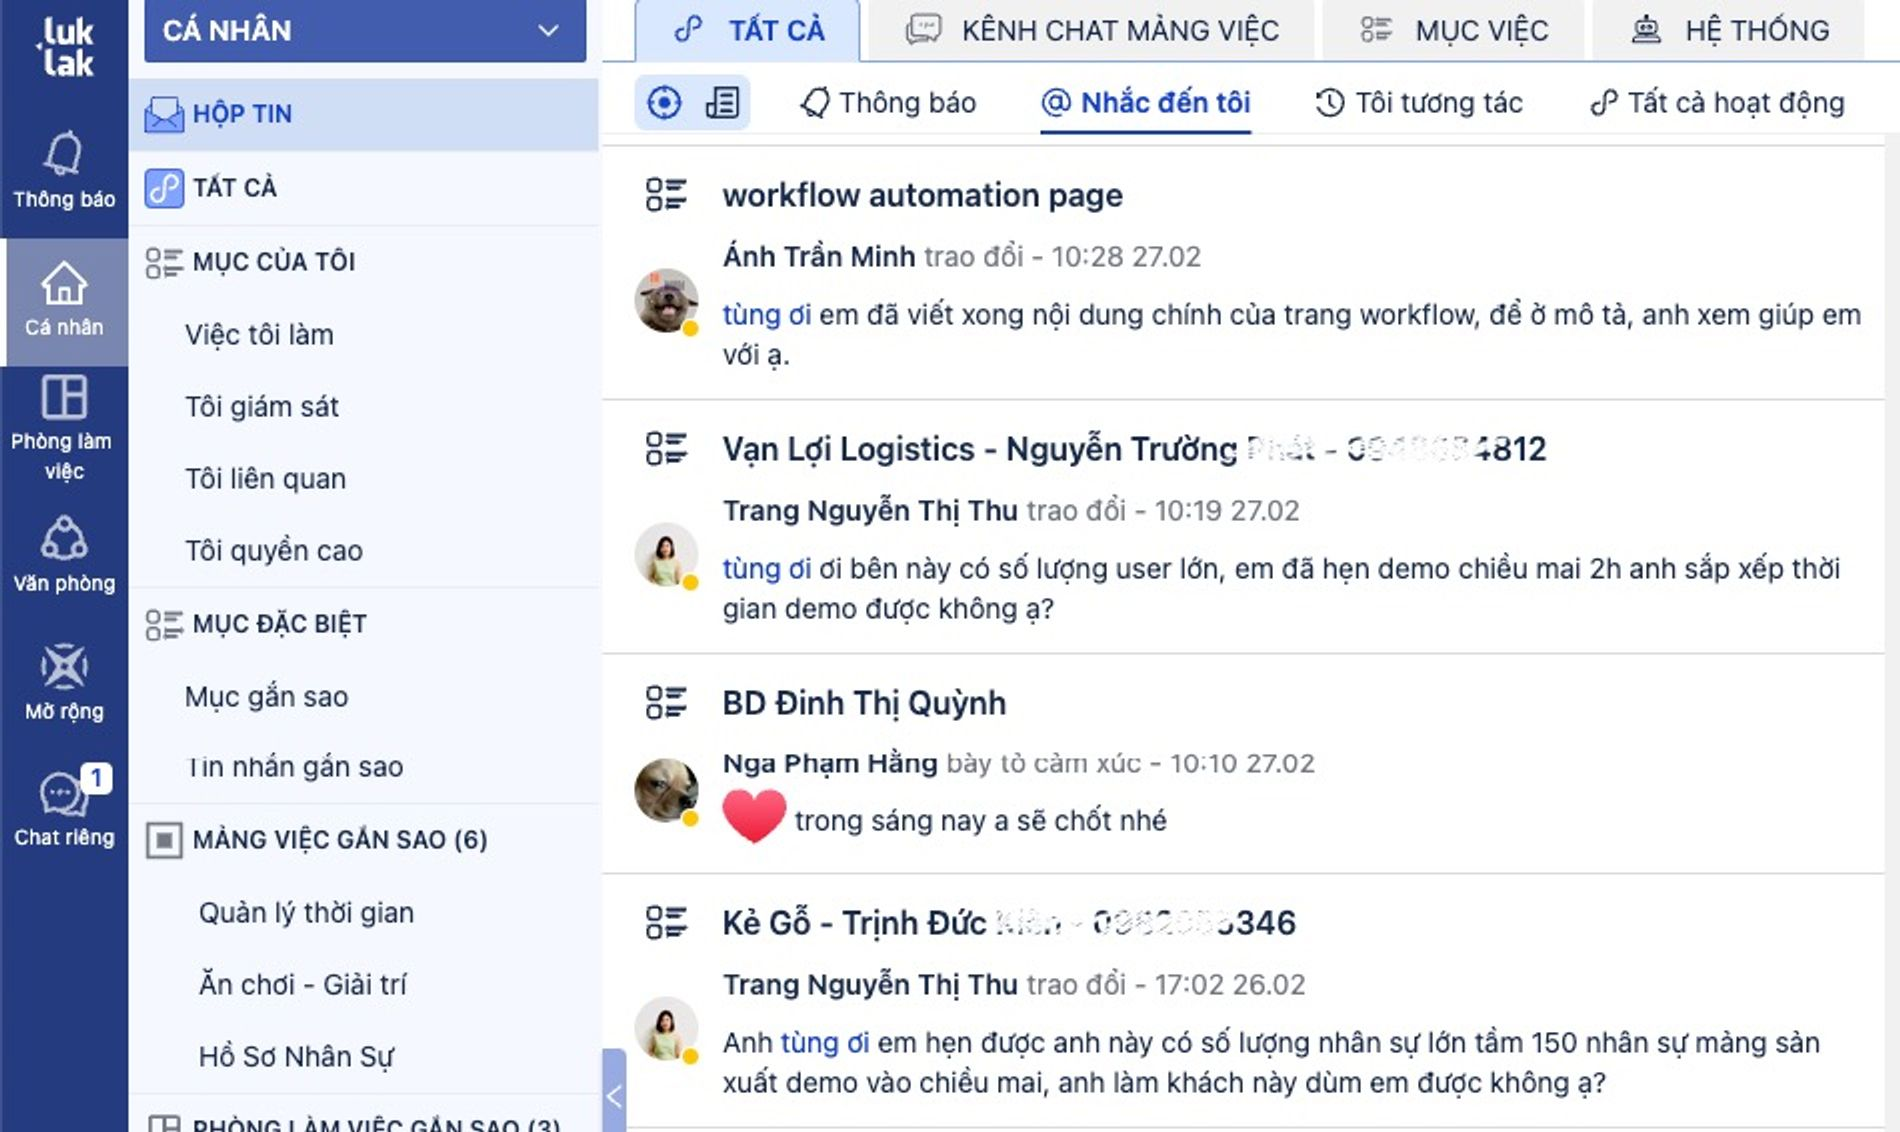 luk
lak
Thông báo
Cá nhân
Phòng làm
việc
Văn phòng
Mở rộng
1
Chat riêng
CÁ NHÂN
HỘP TIN
TẤT CẢ
MỤC CỦA TÔI
Việc tôi làm
Tôi giám sát
Tôi liên quan
Tôi quyền cao
MỤC ĐẶC BIỆT
Mục gắn sao
Tin nhắn gắn sao
MẢNG VIỆC GẮN SAO (6)
Quản lý thời gian
Ăn chơi - Giải trí
Hồ Sơ Nhân Sự
PHÒNG LÀM VIỆC GẮN SAO (3)
TẤT CẢ
KÊNH CHAT MẢNG VIỆC
MỤC VIỆC
HỆ THỐNG
Thông báo
Nhắc đến tôi
Tôi tương tác
Tất cả hoạt động
workflow automation page
Ánh Trần Minh trao đổi - 10:28 27.02
tùng ơi em đã viết xong nội dung chính của trang workflow, để ở mô tả, anh xem giúp em
với ạ.
Vạn Lợi Logistics - Nguyễn Trường - 4812
Trang Nguyễn Thị Thu trao đổi - 10:19 27.02
tùng ơi ơi bên này có số lượng user lớn, em đã hẹn demo chiều mai 2h anh sắp xếp thời
gian demo được không ạ?
BD Đinh Thị Quỳnh
Nga Phạm Hằng bày tỏ cảm xúc - 10:10 27.02
trong sáng nay a sẽ chốt nhé
Kẻ Gỗ - Trịnh Đức - 346
Trang Nguyễn Thị Thu trao đổi - 17:02 26.02
Anh tùng ơi em hẹn được anh này có số lượng nhân sự lớn tầm 150 nhân sự mảng sản
xuất demo vào chiều mai, anh làm khách này dùm em được không ạ?